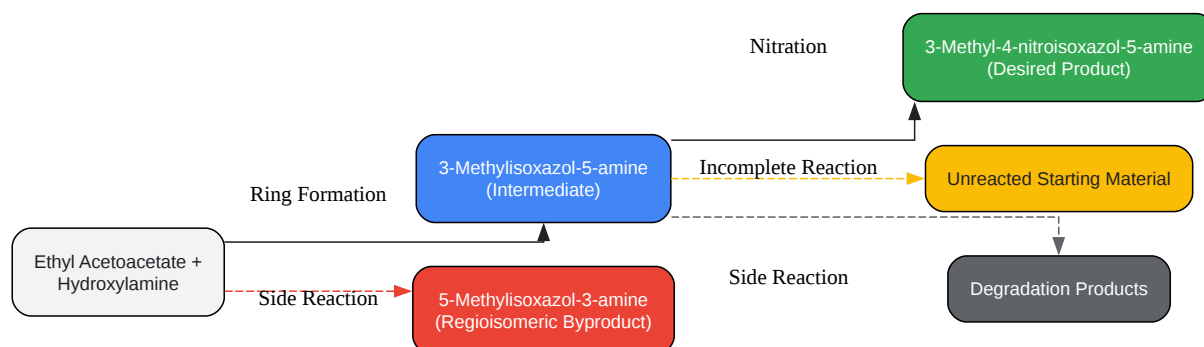 Nitration
3-Methyl-4-nitroisoxazol-5-amine
(Desired Product)
3-Methylisoxazol-5-amine
(Intermediate)
Incomplete Reaction
Unreacted Starting Material
Ring Formation
Ethyl Acetoacetate +
Hydroxylamine
Side Reaction
5-Methylisoxazol-3-amine
(Regioisomeric Byproduct)
Side Reaction
Degradation Products